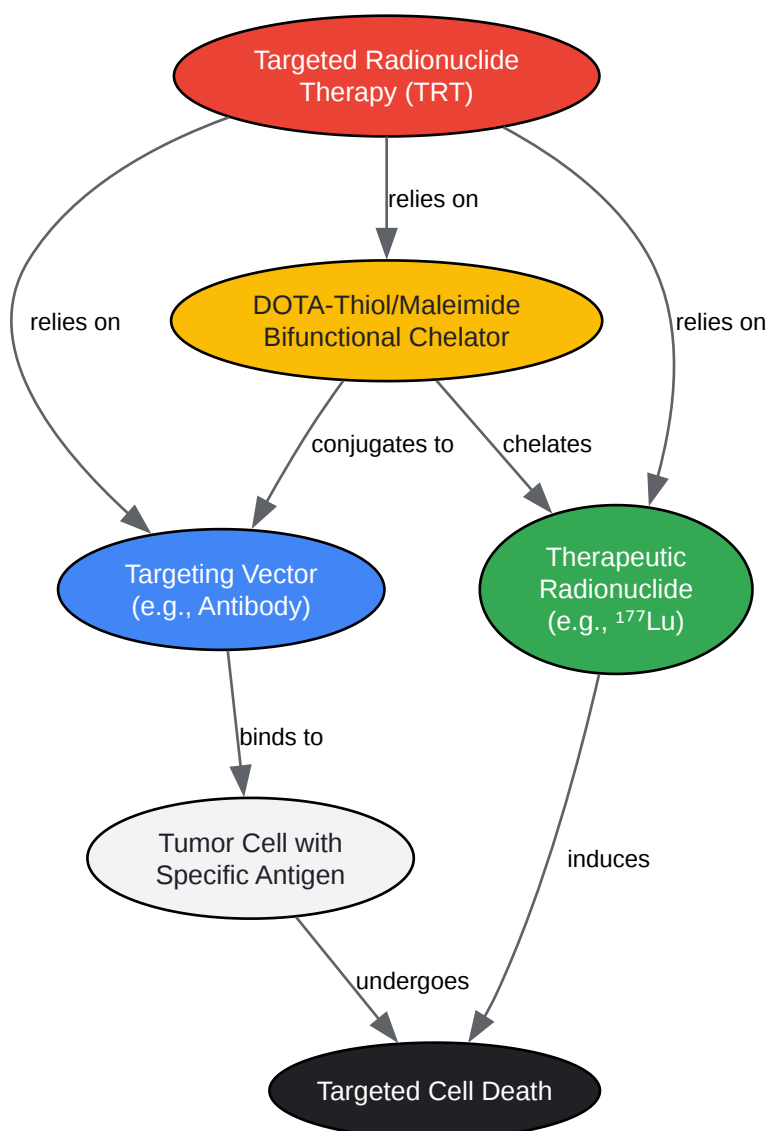 Targeted Radionuclide
Therapy (TRT)
relies on
DOTA-Thiol/Maleimide
Bifunctional Chelator
relies on
relies on
conjugates to
chelates
Targeting Vector
(e.g., Antibody)
Therapeutic
Radionuclide
(e.g., ¹⁷⁷Lu)
binds to
Tumor Cell with
Specific Antigen
induces
undergoes
Targeted Cell Death